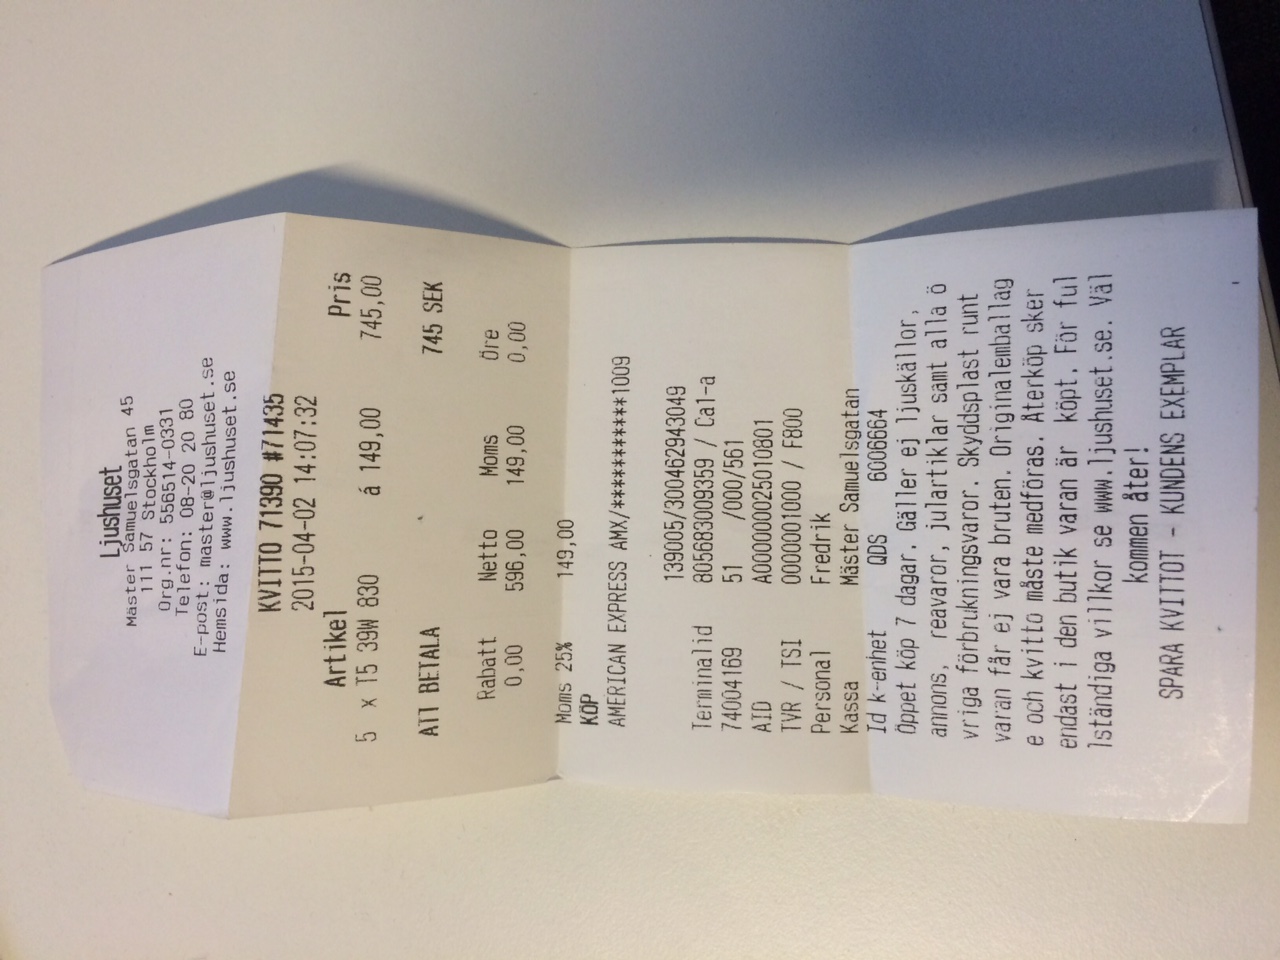 Ljushuset
Mäster Samuelsgatan 45
111 57 Stockholm
Org.nr: 556514-0331
Telefon: 08-20 20 80
E-post: master@ljushuset.se
Hemsida: www.ljushuset.se
KVITTO 71390 #71435
2015-04-02 14:07:32
Artikel Pris
5 x T5 39W 830 á 149,00 745,00
ATT BETALA 745 SEK
Rabatt Netto Moms Öre
0,00 596,00 149,00 0,00
Moms 25% 149,00
KÖP
AMERICAN EXPRESS AMX/***********1009
139005/300462943049
Terminalid 805683009359 / Ca1-a
74004169 51 /000/561
AID A000000025010801
TVR / TSI 0000001000 / F800
Personal Fredrik
Kassa Mäster Samuelsgatan
Id k-enhet QDS 6006664
Öppet köp 7 dagar. Gäller ej ljuskällor,
annons, reavaror, julartiklar samt alla ö
vriga förbrukningsvaror. Skyddsplast runt
varan får ej vara bruten. Originalemballag
e och kvitto måste medföras. Återköp sker
endast i den butik varan är köpt. För ful
lständiga villkor se www.ljushuset.se. Väl
kommen åter!
SPARA KVITTOT - KUNDENS EXEMPLAR